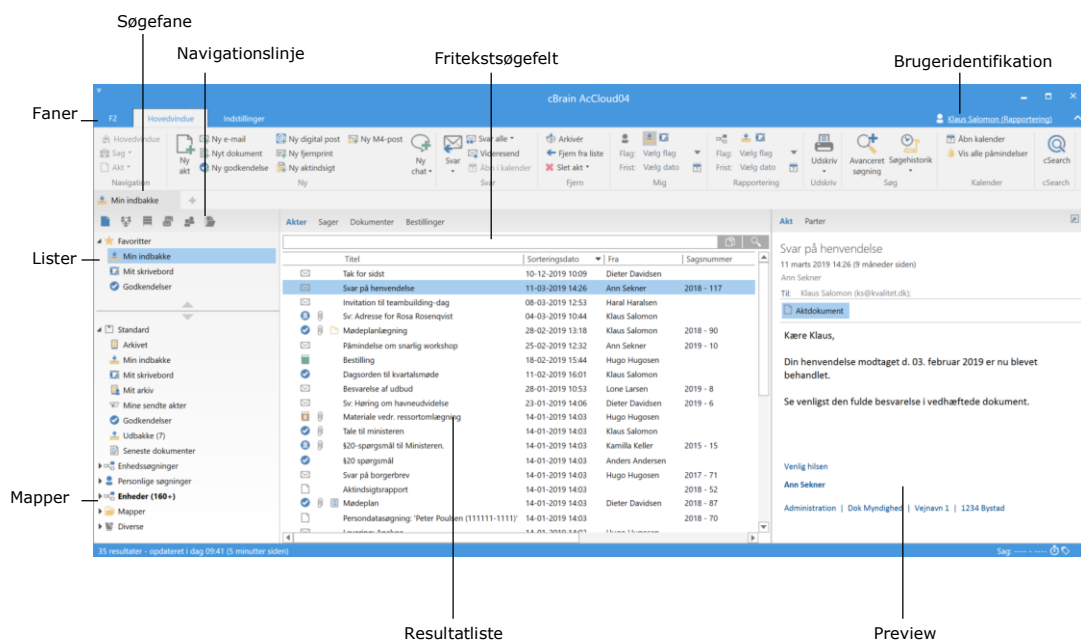 Søgefane
Navigationslinje
Fritekstsøgefelt
Brugeridentifikation
Faner
cBrain AcCloud04
F2 Hovedvindue Indstillinger
Klaus Salomon (Rapportering)
Hovedvindue
Sag
Akt
Navigation
Ny akt
Ny e-mail
Nyt dokument
Ny godkendelse
Ny digital post
Ny fjernprint
Ny aktindsigt
Ny M4-post
Ny chat
Ny
Svar
Svar alle
Videresend
Åbn i kalender
Svar
Arkivér
Fjern fra liste
Slet akt
Fjern
Flag: Vælg flag
Frist: Vælg dato
Mig
Flag: Vælg flag
Frist: Vælg dato
Rapportering
Udskriv
Udskriv
Avanceret søgning
Søgehistorik
Søg
Åbn kalender
Vis alle påmindelser
Kalender
cSearch
cSearch
Min indbakke
Lister
Favoritter
Min indbakke
Mit skrivebord
Godkendelser
Standard
Arkivet
Min indbakke
Mit skrivebord
Mit arkiv
Mine sendte akter
Godkendelser
Udbakke (7)
Seneste dokumenter
Enhedssøgninger
Personlige søgninger
Mapper
Enheder (160+)
Mapper
Diverse
Akter Sager Dokumenter Bestillinger
Titel Sorteringsdato Fra Sagsnummer
Tak for sidst 10-12-2019 10:09 Dieter Davidsen
Svar på henvendelse 11-03-2019 14:26 Ann Sekner 2018 - 117
Invitation til teambuilding-dag 08-03-2019 12:53 Haral Haralsen
Sv: Adresse for Rosa Rosenqvist 04-03-2019 10:44 Klaus Salomon
Mødeplanlægning 28-02-2019 13:18 Klaus Salomon 2018 - 90
Påmindelse om snarlig workshop 25-02-2019 12:32 Ann Sekner 2019 - 10
Bestilling 18-02-2019 15:44 Hugo Hugosen
Dagsorden til kvartalsmøde 11-02-2019 16:01 Klaus Salomon
Besvarelse af udbud 28-01-2019 10:53 Lone Larsen 2019 - 8
Sv: Høring om havneudvidelse 23-01-2019 14:06 Dieter Davidsen 2019 - 6
Materiale vedr. ressortomlægning 14-01-2019 14:03 Hugo Hugosen
Tale til ministeren 14-01-2019 14:03 Klaus Salomon
§20-spørgsmål til Ministeren. 14-01-2019 14:03 Kamilla Keller 2015 - 15
§20 spørgsmål 14-01-2019 14:03 Anders Andersen
Svar på borgerbrev 14-01-2019 14:03 Hugo Hugosen 2017 - 71
Aktindsigtsrapport 14-01-2019 14:03 2018 - 52
Mødeplan 14-01-2019 14:03 Dieter Davidsen 2018 - 87
Persondatasøgning: 'Peter Poulsen (111111-1111)' 14-01-2019 14:03 2018 - 70
Akt Parter
Svar på henvendelse
11 marts 2019 14:26 (9 måneder siden)
Ann Sekner
Til: Klaus Salomon (ks@kvalitet.dk);
Aktdokument
Kære Klaus,
Din henvendelse modtaget d. 03. februar 2019 er nu blevet
behandlet.
Se venligst den fulde besvarelse i vedhæftede dokument.
Venlig hilsen
Ann Sekner
Administration | Dok Myndighed | Vejnavn 1 | 1234 Bystad
35 resultater - opdateret i dag 09:41 (5 minutter siden)
Sag: ---- - ----
Resultatliste
Preview